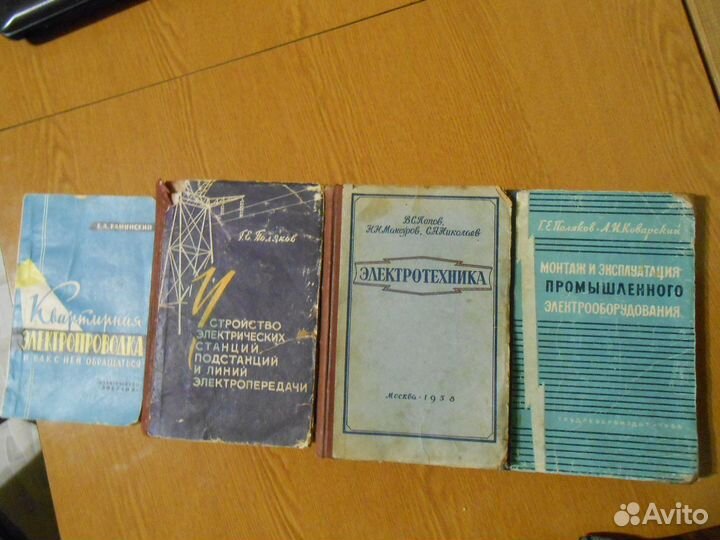 Е.А.КАМИНСКИЙ
Квартирная
ЭЛЕКТРОПРОВОДКА
И КАК С НЕЙ ОБРАЩАТЬСЯ
Г.С. Поляков
УСТРОЙСТВО
ЭЛЕКТРИЧЕСКИХ
СТАНЦИЙ,
ПОДСТАНЦИЙ
И ЛИНИЙ
ЭЛЕКТРОПЕРЕДАЧИ
В.С.Попов,
Н.Н.Мансуров, С.А.Николаев
ЭЛЕКТРОТЕХНИКА
Москва-1958
Г.Е.Поляков-А.И.Коварский
МОНТАЖ И ЭКСПЛУАТАЦИЯ
ПРОМЫШЛЕННОГО
ЭЛЕКТРООБОРУДОВАНИЯ
Avito